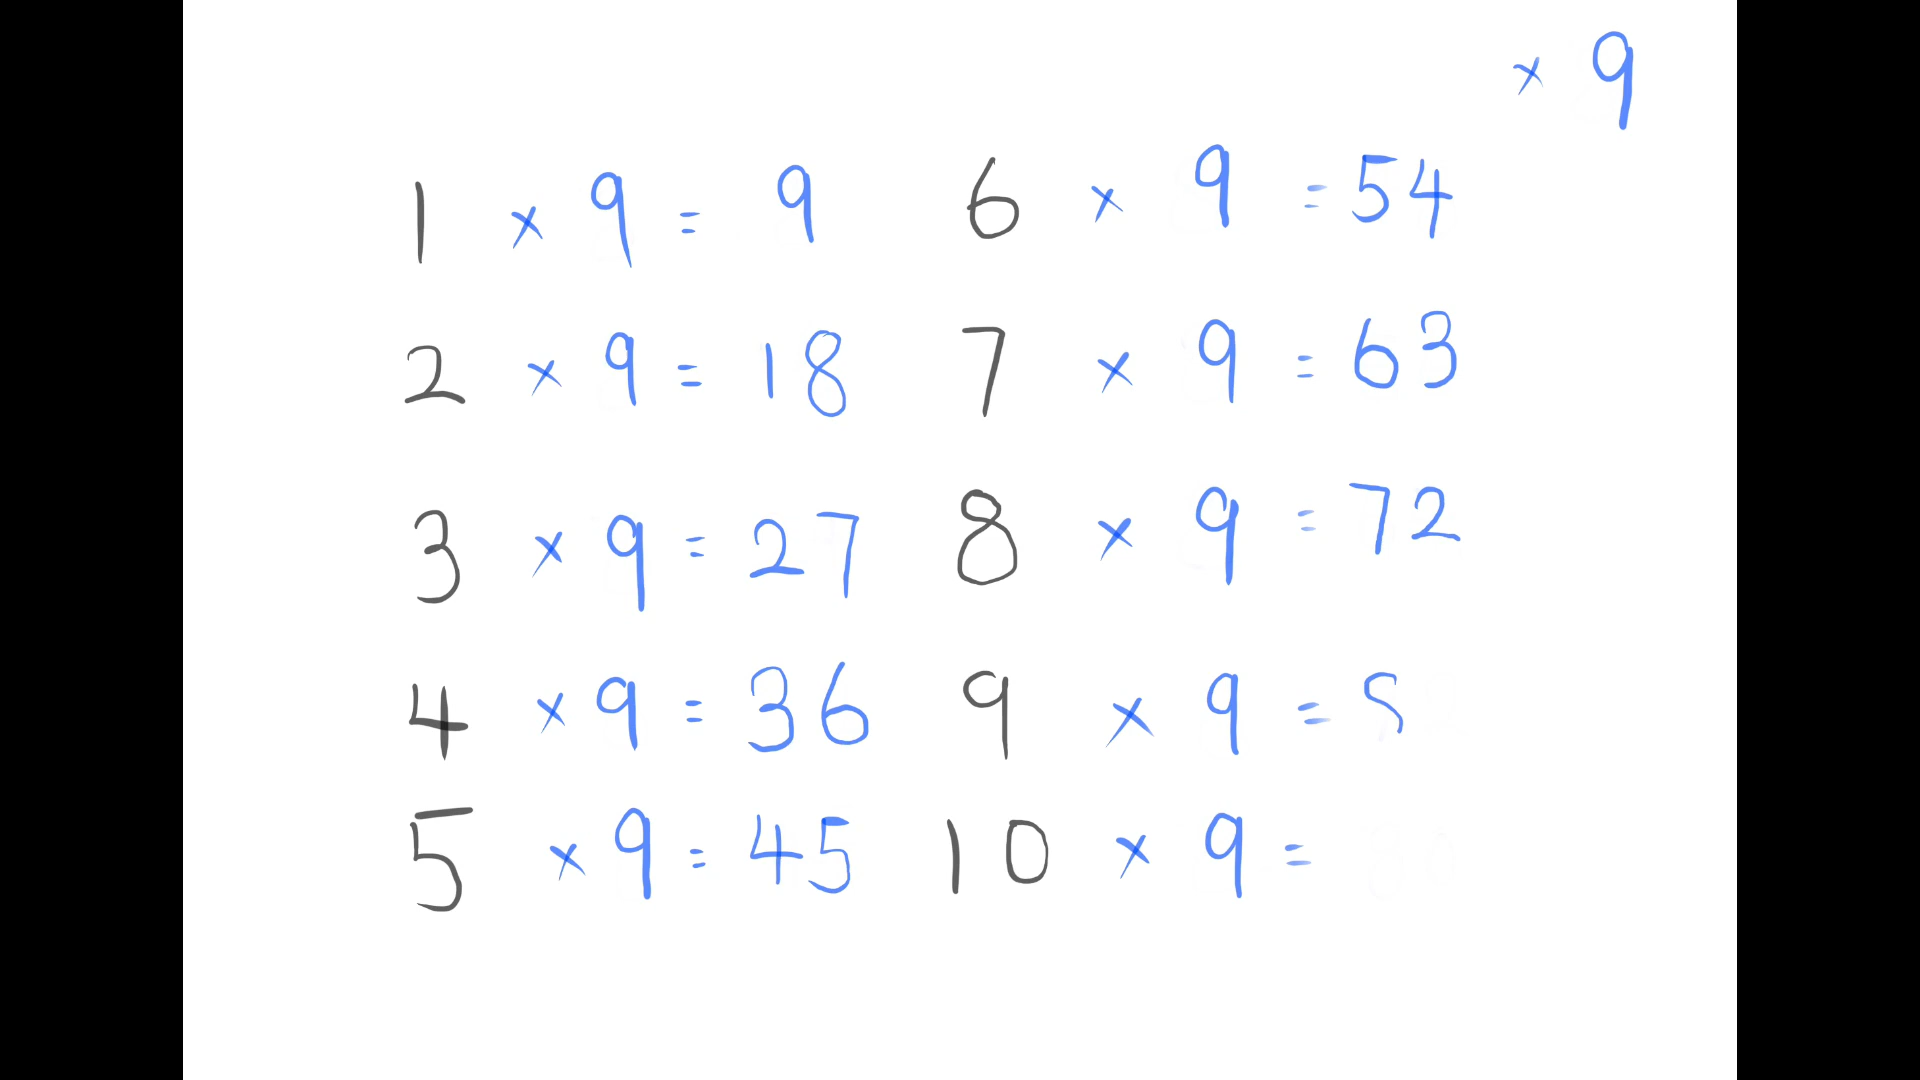 × 9
1 × 9 = 9
2 × 9 = 18
3 × 9 = 27
4 × 9 = 36
5 × 9 = 45
6 × 9 = 54
7 × 9 = 63
8 × 9 = 72
9 × 9 =
10 × 9 =